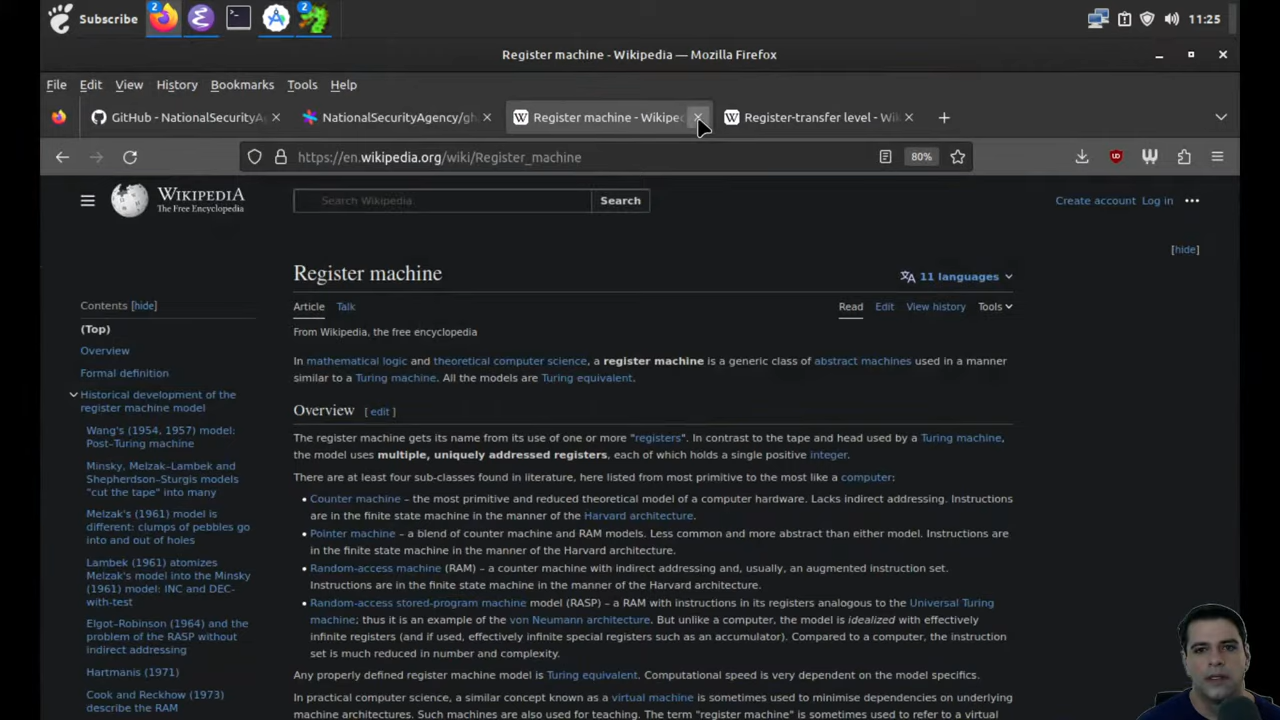 Subscribe
2
2
11:25
Register machine - Wikipedia — Mozilla Firefox
File Edit View History Bookmarks Tools Help
GitHub - NationalSecurityA
NationalSecurityAgency/gh
Register machine - Wikiped
Register-transfer level - Wik
https://en.wikipedia.org/wiki/Register_machine
80%
WIKIPEDIA
The Free Encyclopedia
Search Wikipedia
Search
Create account Log in
[hide]
Register machine
11 languages
Article Talk
Read Edit View history Tools
From Wikipedia, the free encyclopedia
Contents [hide]
(Top)
Overview
Formal definition
Historical development of the
register machine model
Wang's (1954, 1957) model:
Post–Turing machine
Minsky, Melzak–Lambek and
Shepherdson–Sturgis models
"cut the tape" into many
Melzak's (1961) model is
different: clumps of pebbles go
into and out of holes
Lambek (1961) atomizes
Melzak's model into the Minsky
(1961) model: INC and DEC-
with-test
Elgot–Robinson (1964) and the
problem of the RASP without
indirect addressing
Hartmanis (1971)
Cook and Reckhow (1973)
describe the RAM
In mathematical logic and theoretical computer science, a register machine is a generic class of abstract machines used in a manner
similar to a Turing machine. All the models are Turing equivalent.
Overview [ edit ]
The register machine gets its name from its use of one or more "registers". In contrast to the tape and head used by a Turing machine,
the model uses multiple, uniquely addressed registers, each of which holds a single positive integer.
There are at least four sub-classes found in literature, here listed from most primitive to the most like a computer:
• Counter machine – the most primitive and reduced theoretical model of a computer hardware. Lacks indirect addressing. Instructions
are in the finite state machine in the manner of the Harvard architecture.
• Pointer machine – a blend of counter machine and RAM models. Less common and more abstract than either model. Instructions are
in the finite state machine in the manner of the Harvard architecture.
• Random-access machine (RAM) – a counter machine with indirect addressing and, usually, an augmented instruction set.
Instructions are in the finite state machine in the manner of the Harvard architecture.
• Random-access stored-program machine model (RASP) – a RAM with instructions in its registers analogous to the Universal Turing
machine; thus it is an example of the von Neumann architecture. But unlike a computer, the model is idealized with effectively
infinite registers (and if used, effectively infinite special registers such as an accumulator). Compared to a computer, the instruction
set is much reduced in number and complexity.
Any properly defined register machine model is Turing equivalent. Computational speed is very dependent on the model specifics.
In practical computer science, a similar concept known as a virtual machine is sometimes used to minimise dependencies on underlying
machine architectures. Such machines are also used for teaching. The term "register machine" is sometimes used to refer to a virtual